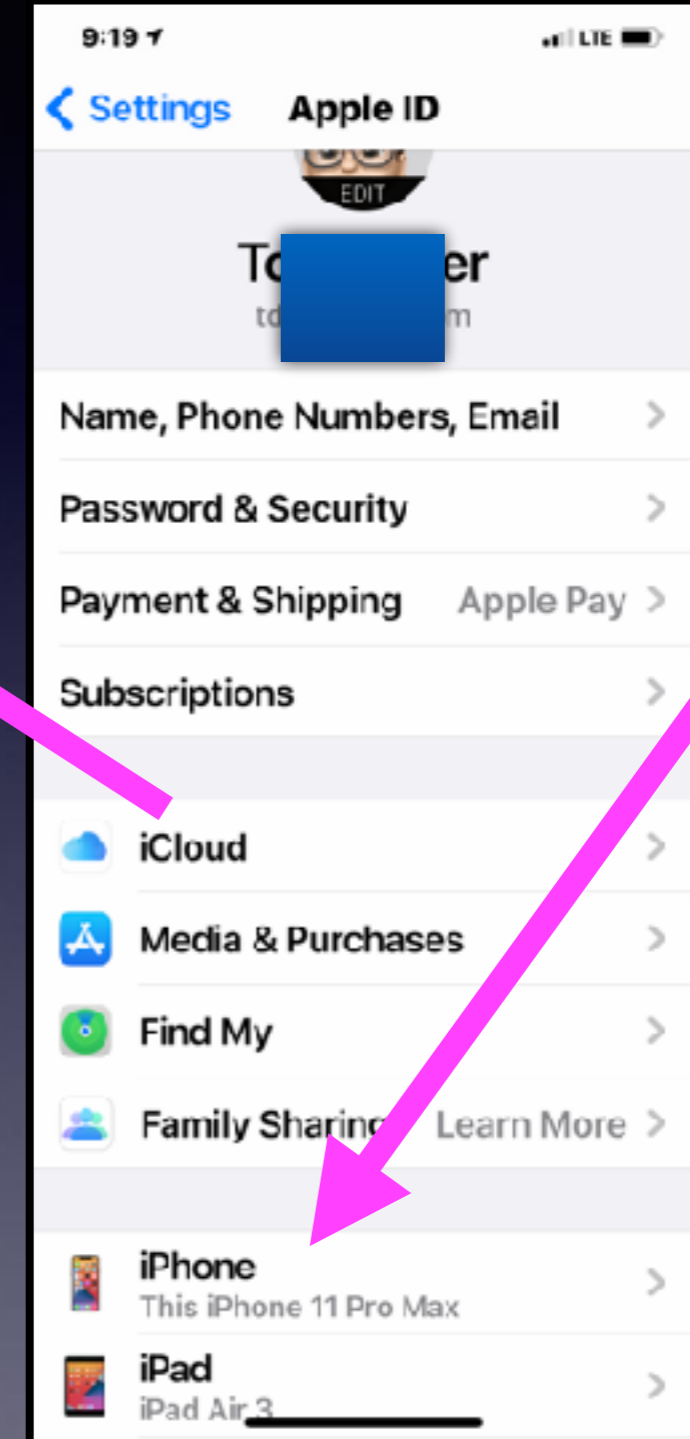 9:19 LTE
Settings Apple ID
EDIT
Name, Phone Numbers, Email
Password & Security
Payment & Shipping Apple Pay
Subscriptions
iCloud
Media & Purchases
Find My
Family Sharing Learn More
iPhone
This iPhone 11 Pro Max
iPad
iPad Air 3